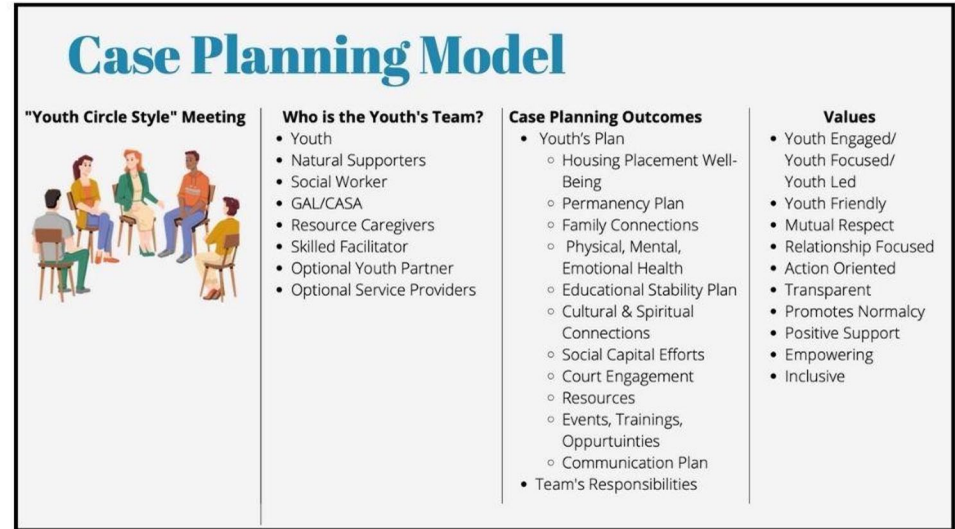 Case Planning Model
"Youth Circle Style" Meeting
Who is the Youth's Team?
• Youth
• Natural Supporters
• Social Worker
• GAL/CASA
• Resource Caregivers
• Skilled Facilitator
• Optional Youth Partner
• Optional Service Providers
Case Planning Outcomes
• Youth's Plan
○ Housing Placement Well-
Being
○ Permanency Plan
○ Family Connections
○ Physical, Mental,
Emotional Health
○ Educational Stability Plan
○ Cultural & Spiritual
Connections
○ Social Capital Efforts
○ Court Engagement
○ Resources
○ Events, Trainings,
Oppurtuinties
○ Communication Plan
• Team's Responsibilities
Values
• Youth Engaged/
Youth Focused/
Youth Led
• Youth Friendly
• Mutual Respect
• Relationship Focused
• Action Oriented
• Transparent
• Promotes Normalcy
• Positive Support
• Empowering
• Inclusive